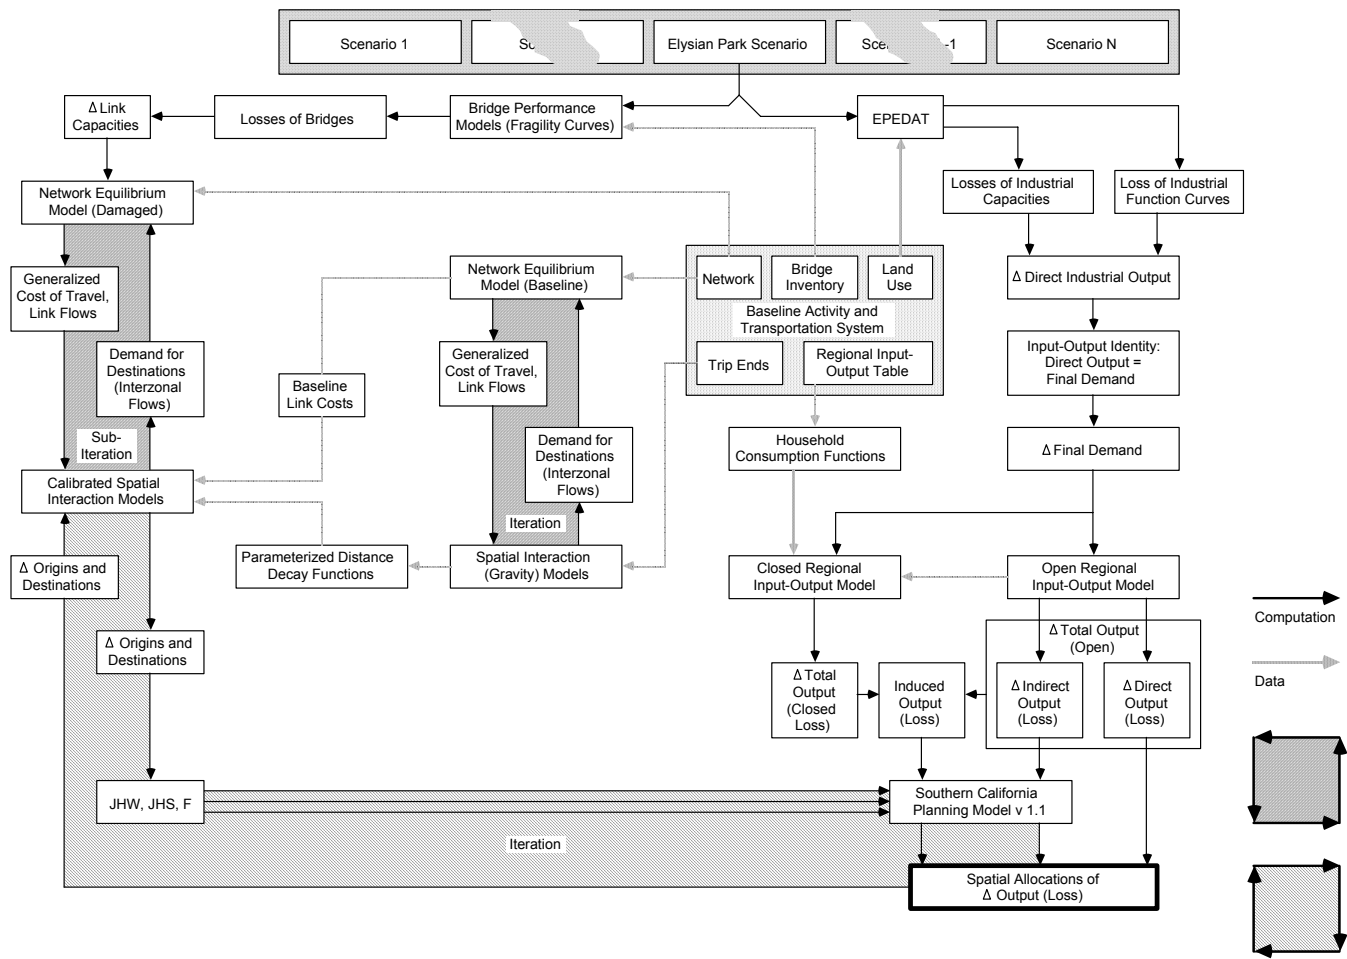 Scenario 1
Elysian Park Scenario
Scenario N
Δ Link
Capacities
Losses of Bridges
Bridge Performance
Models (Fragility Curves)
EPEDAT
Network Equilibrium
Model (Damaged)
Losses of Industrial
Capacities
Loss of Industrial
Function Curves
Generalized
Cost of Travel,
Link Flows
Network Equilibrium
Model (Baseline)
Network
Bridge
Inventory
Land
Use
Δ Direct Industrial Output
Baseline Activity and
Transportation System
Demand for
Destinations
(Interzonal
Flows)
Baseline
Link Costs
Generalized
Cost of Travel,
Link Flows
Trip Ends
Regional Input-
Output Table
Input-Output Identity:
Direct Output =
Final Demand
Sub-
Iteration
Demand for
Destinations
(Interzonal
Flows)
Household
Consumption Functions
Δ Final Demand
Calibrated Spatial
Interaction Models
Iteration
Δ Origins and
Destinations
Parameterized Distance
Decay Functions
Spatial Interaction
(Gravity) Models
Closed Regional
Input-Output Model
Open Regional
Input-Output Model
Computation
Δ Origins and
Destinations
Δ Total Output
(Open)
Δ Total
Output
(Closed
Loss)
Induced
Output
(Loss)
Δ Indirect
Output
(Loss)
Δ Direct
Output
(Loss)
Data
JHW, JHS, F
Southern California
Planning Model v 1.1
Iteration
Spatial Allocations of
Δ Output (Loss)